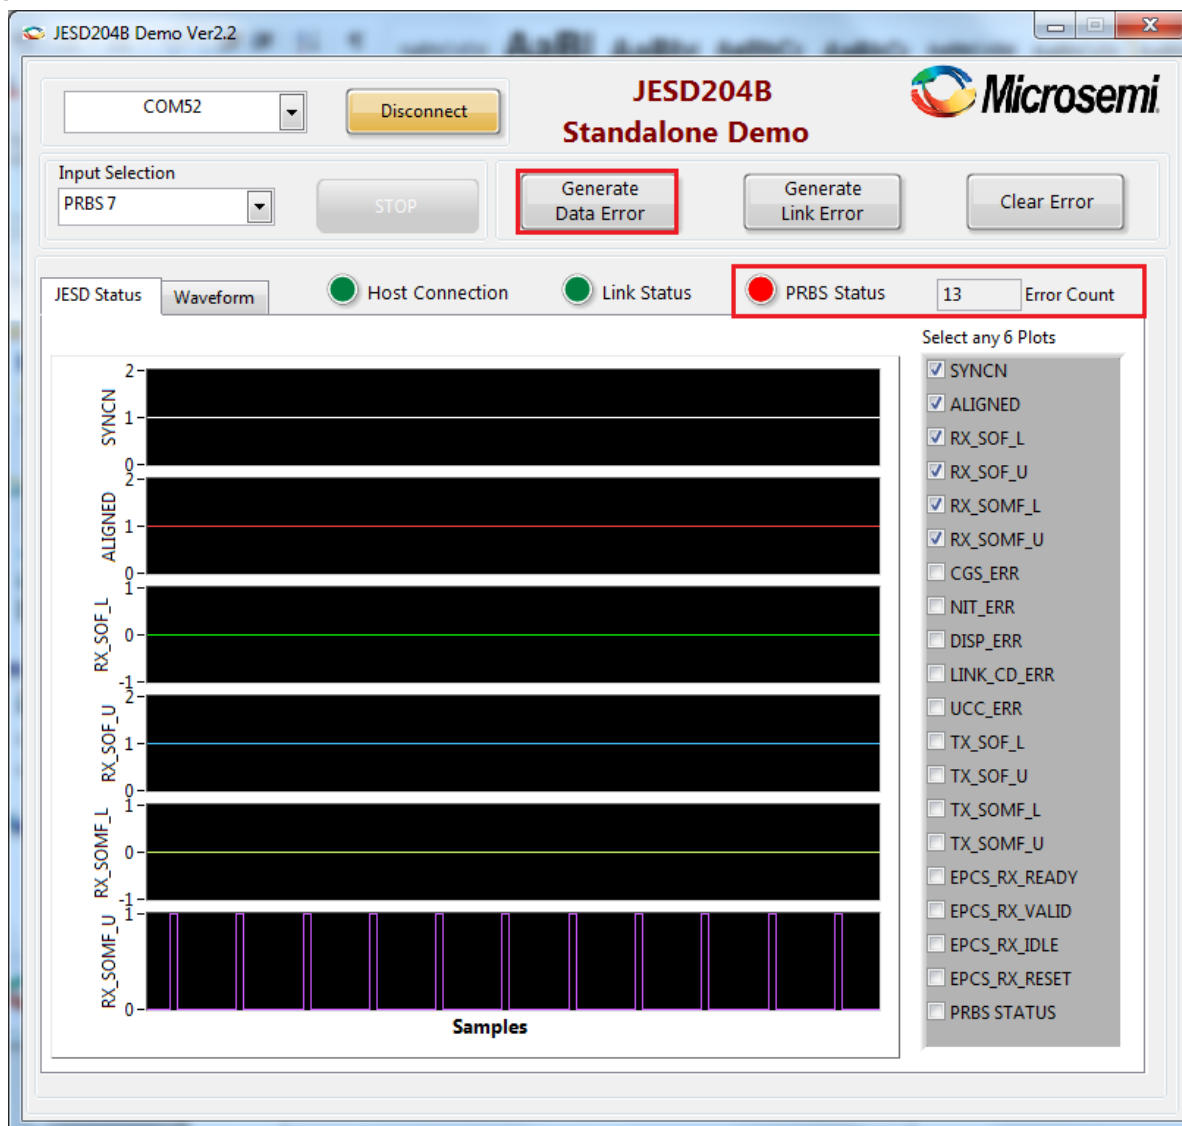 JESD204B Demo Ver2.2
COM52
Disconnect
JESD204B
Standalone Demo
Microsemi
Input Selection
PRBS 7
STOP
Generate
Data Error
Generate
Link Error
Clear Error
JESD Status
Waveform
Host Connection
Link Status
PRBS Status
13
Error Count
Select any 6 Plots
SYNCN
ALIGNED
RX_SOF_L
RX_SOF_U
RX_SOMF_L
RX_SOMF_U
CGS_ERR
NIT_ERR
DISP_ERR
LINK_CD_ERR
UCC_ERR
TX_SOF_L
TX_SOF_U
TX_SOMF_L
TX_SOMF_U
EPCS_RX_READY
EPCS_RX_VALID
EPCS_RX_IDLE
EPCS_RX_RESET
PRBS STATUS
SYNCN
2
1
0
ALIGNED
2
1
0
RX_SOF_L
1
0
-1
RX_SOF_U
2
1
0
RX_SOMF_L
1
0
-1
RX_SOMF_U
1
0
Samples